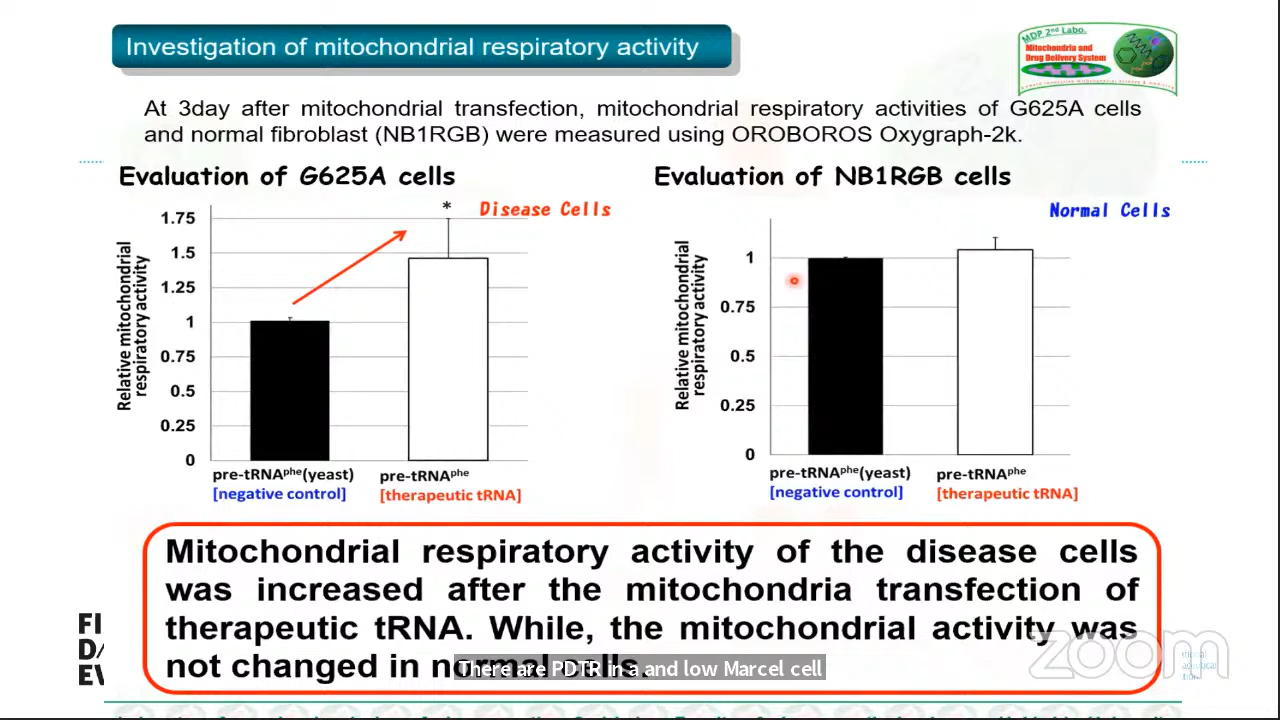 Investigation of mitochondrial respiratory activity
MDP 2nd Labo.
Mitochondria and
Drug Delivery System
At 3day after mitochondrial transfection, mitochondrial respiratory activities of G625A cells
and normal fibroblast (NB1RGB) were measured using OROBOROS Oxygraph-2k.
Evaluation of G625A cells
Evaluation of NB1RGB cells
*
Disease Cells
Normal Cells
Relative mitochondrial
respiratory activity
1.75
1.5
1.25
1
0.75
0.5
0.25
0
pre-tRNAphe(yeast)
[negative control]
pre-tRNAphe
[therapeutic tRNA]
Relative mitochondrial
respiratory activity
1
0.75
0.5
0.25
0
pre-tRNAphe(yeast)
[negative control]
pre-tRNAphe
[therapeutic tRNA]
Mitochondrial respiratory activity of the disease cells
was increased after the mitochondria transfection of
therapeutic tRNA. While, the mitochondrial activity was
not changed in normal cells.
There are PDTR in a and low Marcel cell
zoom
FI
D/
EV